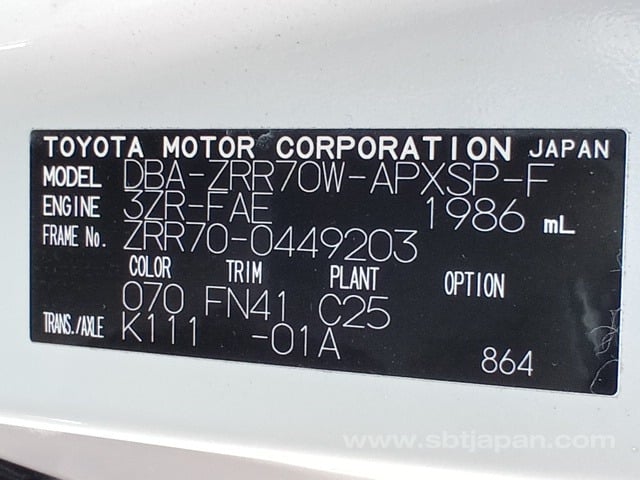 TOYOTA MOTOR CORPORATION JAPAN
MODEL DBA-ZRR70W-APXSP-F
ENGINE 3ZR-FAE 1986 mL
FRAME No. ZRR70-0449203
COLOR TRIM PLANT OPTION
070 FN41 C25
TRANS./AXLE K111 -01A
864
www.sbtjapan.com